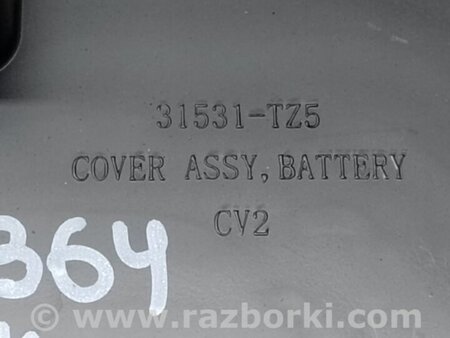 31531-TZ5
COVER ASSY, BATTERY
CV2
364
© www.razborki.com